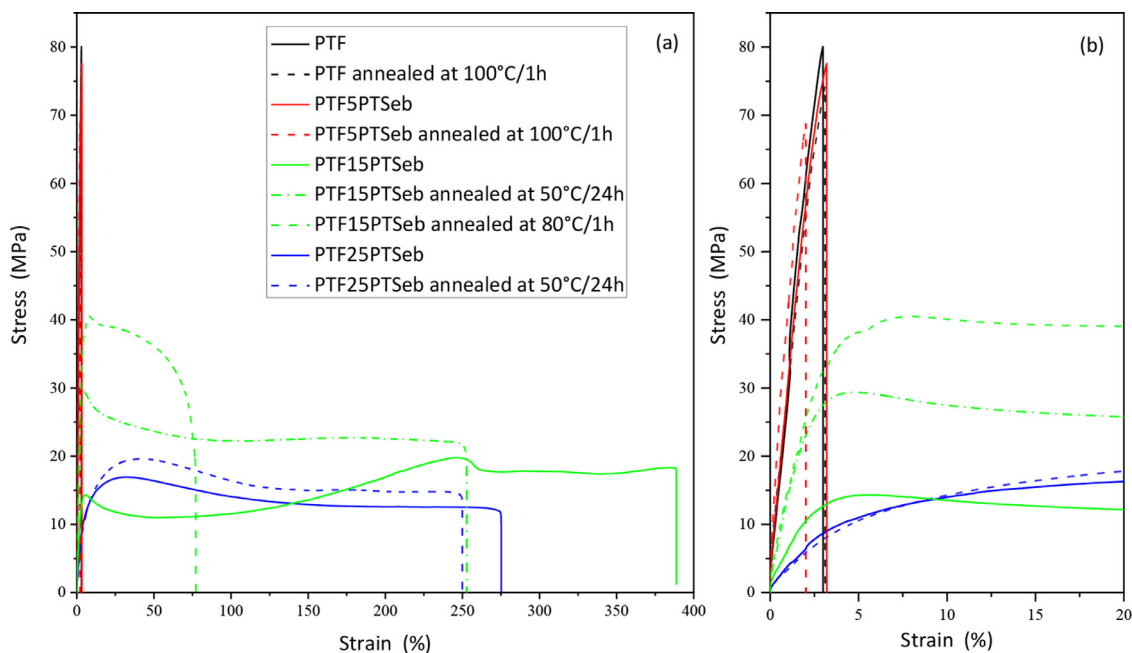 (a)
PTF
PTF annealed at 100°C/1h
PTF5PTSeb
PTF5PTSeb annealed at 100°C/1h
PTF15PTSeb
PTF15PTSeb annealed at 50°C/24h
PTF15PTSeb annealed at 80°C/1h
PTF25PTSeb
PTF25PTSeb annealed at 50°C/24h
80
70
60
50
40
30
20
10
0
Stress (MPa)
0 50 100 150 200 250 300 350 400
Strain (%)
(b)
80
70
60
50
40
30
20
10
0
Stress (MPa)
0 5 10 15 20
Strain (%)